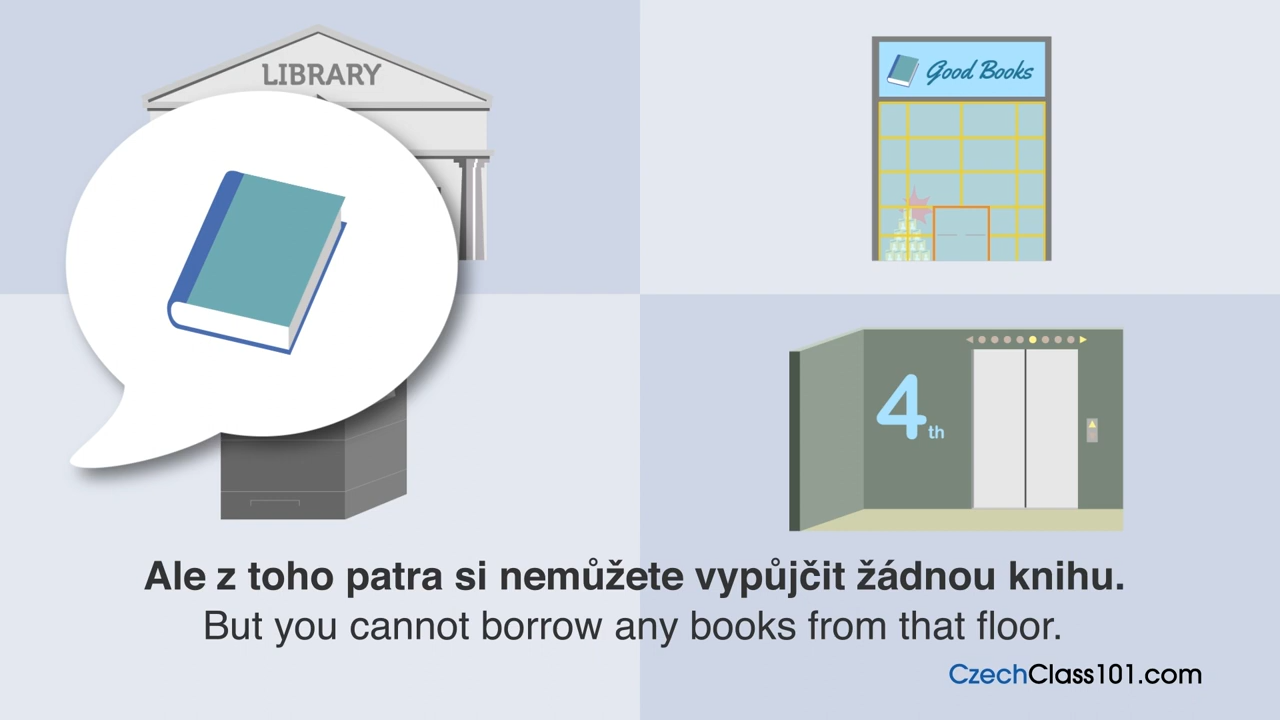 LIBRARY
Good Books
4th
Ale z toho patra si nemůžete vypůjčit žádnou knihu.
But you cannot borrow any books from that floor.
CzechClass101.com